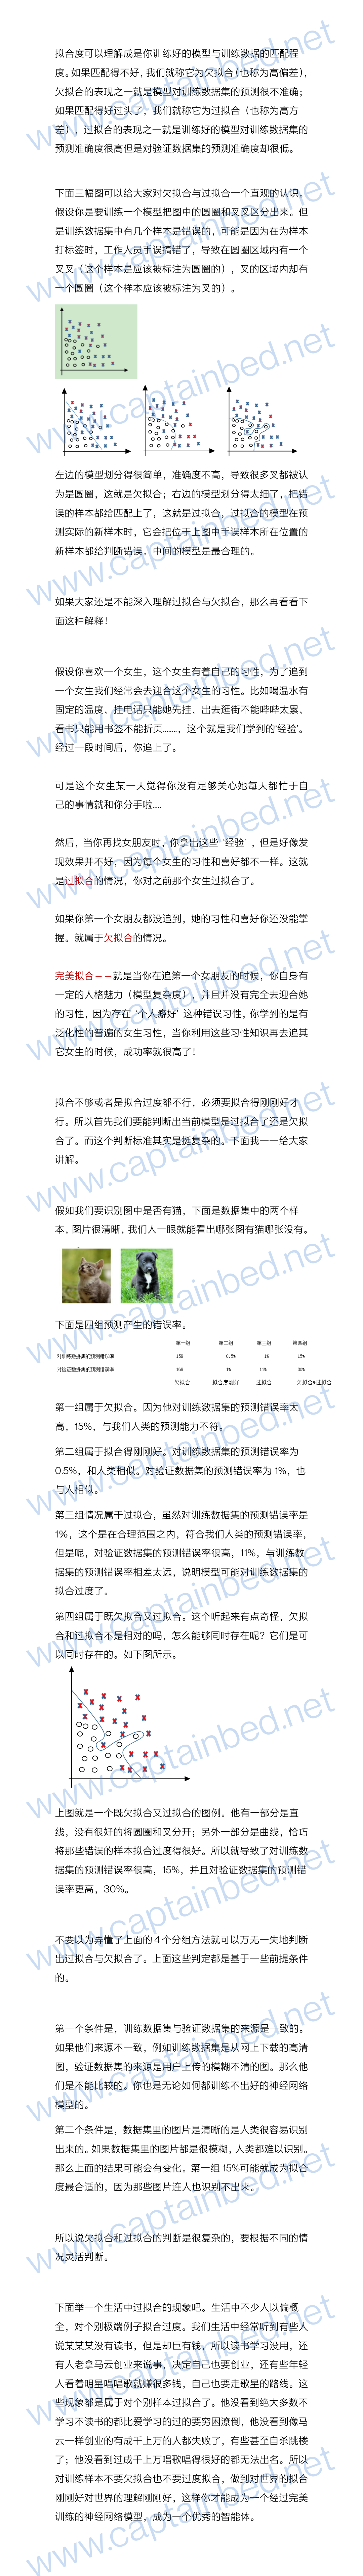 拟合度可以理解成是你训练好的模型与训练数据的匹配程
度。如果匹配得不好，我们就称它为欠拟合（也称为高偏差），
欠拟合的表现之一就是模型对训练数据集的预测很不准确；
如果匹配得好过头了，我们就称它为过拟合（也称为高方
差），过拟合的表现之一就是训练好的模型对训练数据集的
预测准确度很高但是对验证数据集的预测准确却很低。
下面三幅图可以给大家对欠拟合与过拟合一个直观的认识。
假设你是要训练一个模型把图中的圆圈和叉叉区分出来。但
是训练数据集中有几个样本是错误的，可能是因为在为样本
打标签时，工作人员手误搞错了，导致在圆圈区域内有一个
叉叉（这个样本是应该被标注为圆圈的），叉的区域内却有
一个圆圈（这个样本应该被标注为叉的）。
左边的模型划分得很简单，准确度不高，导致很多叉都被认
为是圆圈，这就是欠拟合；右边的模型划分得太细了，把错
误的样本都给匹配上了，这就是过拟合，过拟合的模型在预
测实际的新样本时，它会把位于上图中手误样本所在位置的
新样本都给判断错误。中间的模型是最合理的。
如果大家还是不能深入理解过拟合与欠拟合，那么再看看下
面这种解释！
假设你喜欢一个女生，这个女生有着自己的习性，为了追到
一个女生我们经常会去迎合这个女生的习性。比如喝温水有
固定的温度、挂电话只能她先挂、出去逛街不能哔哔太累、
看书只能用书签不能折页......，这个就是我们学到的‘经验’。
经过一段时间后，你追上了。
可是这个女生某一天觉得你没有足够关心她每天都忙于自
己的事情就和你分手啦....
然后，当你再找女朋友时，你拿出这些‘经验’，但是好像发
现效果并不好，因为每个女生的习性和喜好都不一样。这就
是过拟合的情况，你对之前那个女生过拟合了。
如果你第一个女朋友都没追到，她的习性和喜好你还没能掌
握。就属于欠拟合的情况。
完美拟合－－就是当你在追第一个女朋友的时候，你自身有
一定的人格魅力（模型复杂度），并且并没有完全去迎合她
的习性，因为存在‘个人癖好’这种错误习性，你学到的是有
泛化性的普遍的女生习性，当你利用这些习性知识再去追其
它女生的时候，成功率就很高了！
拟合不够或者是拟合过度都不行，必须要拟合得刚刚好才
行。所以首先我们要能判断出当前模型是过拟合了还是欠拟
合了。而这个判断标准其实是挺复杂的。下面我一一给大家
讲解。
假如我们要识别图中是否有猫，下面是数据集中的两个样
本，图片很清晰，我们人一眼就能看出哪张图有猫哪张没有。
下面是四组预测产生的错误率。
第一组 第二组 第三组 第四组
对训练数据集的预测错误率 15% 0.5% 1% 15%
对验证数据集的预测错误率 16% 1% 11% 30%
欠拟合 拟合度刚好 过拟合 欠拟合&过拟合
第一组属于欠拟合。因为他对训练数据集的预测错误率太
高，15%，与我们人类的预测能力不符。
第二组属于拟合得刚刚好。对训练数据集的预测错误率为
0.5%，和人类相似。对验证数据集的预测错误率为 1%，也
与人相似。
第三组情况属于过拟合，虽然对训练数据集的预测错误率是
1%，这个是在合理范围之内，符合我们人类的预测错误率，
但是呢，对验证数据集的预测错误率很高，11%，与训练数
据集的预测错误率相差太远，说明模型可能对训练数据集的
拟合过度了。
第四组属于既欠拟合又过拟合。这个听起来有点奇怪，欠拟
合和过拟合不是相对的吗，怎么能够同时存在呢？它们是可
以同时存在的。如下图所示。
上图就是一个既欠拟合又过拟合的图例。他有一部分是直
线，没有很好的将圆圈和叉分开；另外一部分是曲线，恰巧
将那些错误的样本拟合过度得很好。所以就导致了对训练数
据集的预测错误率很高，15%，并且对验证数据集的预测错
误率更高，30%。
不要以为弄懂了上面的 4 个分组方法就可以万无一失地判断
出过拟合与欠拟合了。上面这些判定都是基于一些前提条件
的。
第一个条件是，训练数据集与验证数据集的来源是一致的。
如果他们来源不一致，例如训练数据集是从网上下载的高清
图，验证数据集的来源是用户上传的模糊不清的图。那么他
们是不能比较的。你也是无论如何都训练不出好的神经网络
模型的。
第二个条件是，数据集里的图片是清晰的是人类很容易识别
出来的。如果数据集里的图片都是很模糊，人类都难以识别。
那么上面的结果可能会有变化。第一组 15%可能就成为拟合
度最合适的，因为那些图片连人也识别不出来。
所以说欠拟合和过拟合的判断是很复杂的，要根据不同的情
况灵活判断。
下面举一个生活中过拟合的现象吧。生活中不少人以偏概
全，对个别极端例子拟合过度。我们生活中经常听到有些人
说某某某没有读书，但是却巨有钱，所以读书学习没用，还
有人老拿马云创业来说事，决定自己也要创业，还有些年轻
人看着明星唱唱歌就赚很多钱，自己也要走歌星的路线。这
些现象都是属于对个别样本过拟合了。他没看到绝大多数不
学习不读书的都比爱学习的过的要穷困潦倒，他没看到像马
云一样创业的有成千上万的人都失败了，有些甚至自杀跳楼
了；他没看到过成千上万唱歌唱得很好的都无法出名。所以
对训练样本不要欠拟合也不要过度拟合，做到对世界的拟合
刚刚好对世界的理解刚刚好，这样你才能成为一个经过完美
训练的神经网络模型，成为一个优秀的智能体。
www.captainbed.net